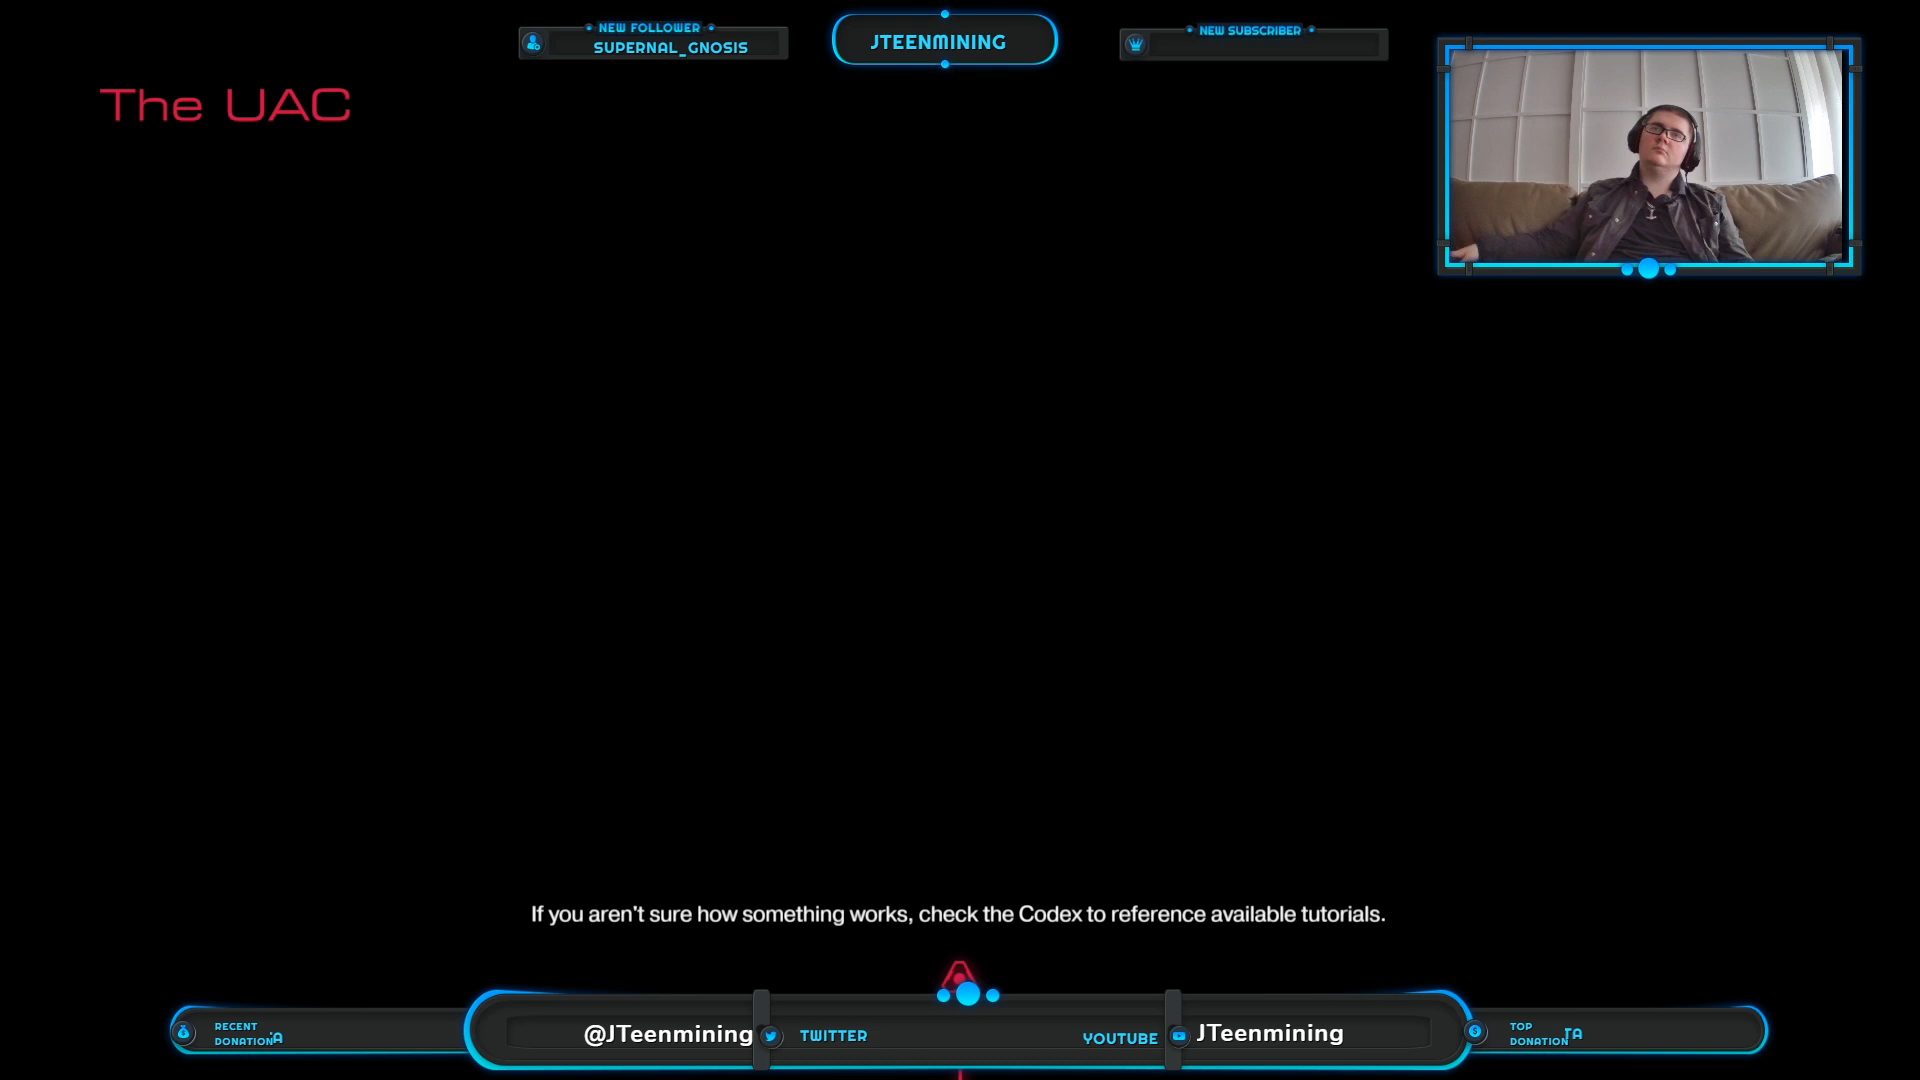 NEW FOLLOWER
SUPERNAL_GNOSIS
JTEENMINING
NEW SUBSCRIBER
The UAC
If you aren't sure how something works, check the Codex to reference available tutorials.
RECENT
DONATION
@JTeenmining
TWITTER
YOUTUBE
JTeenmining
TOP
DONATION